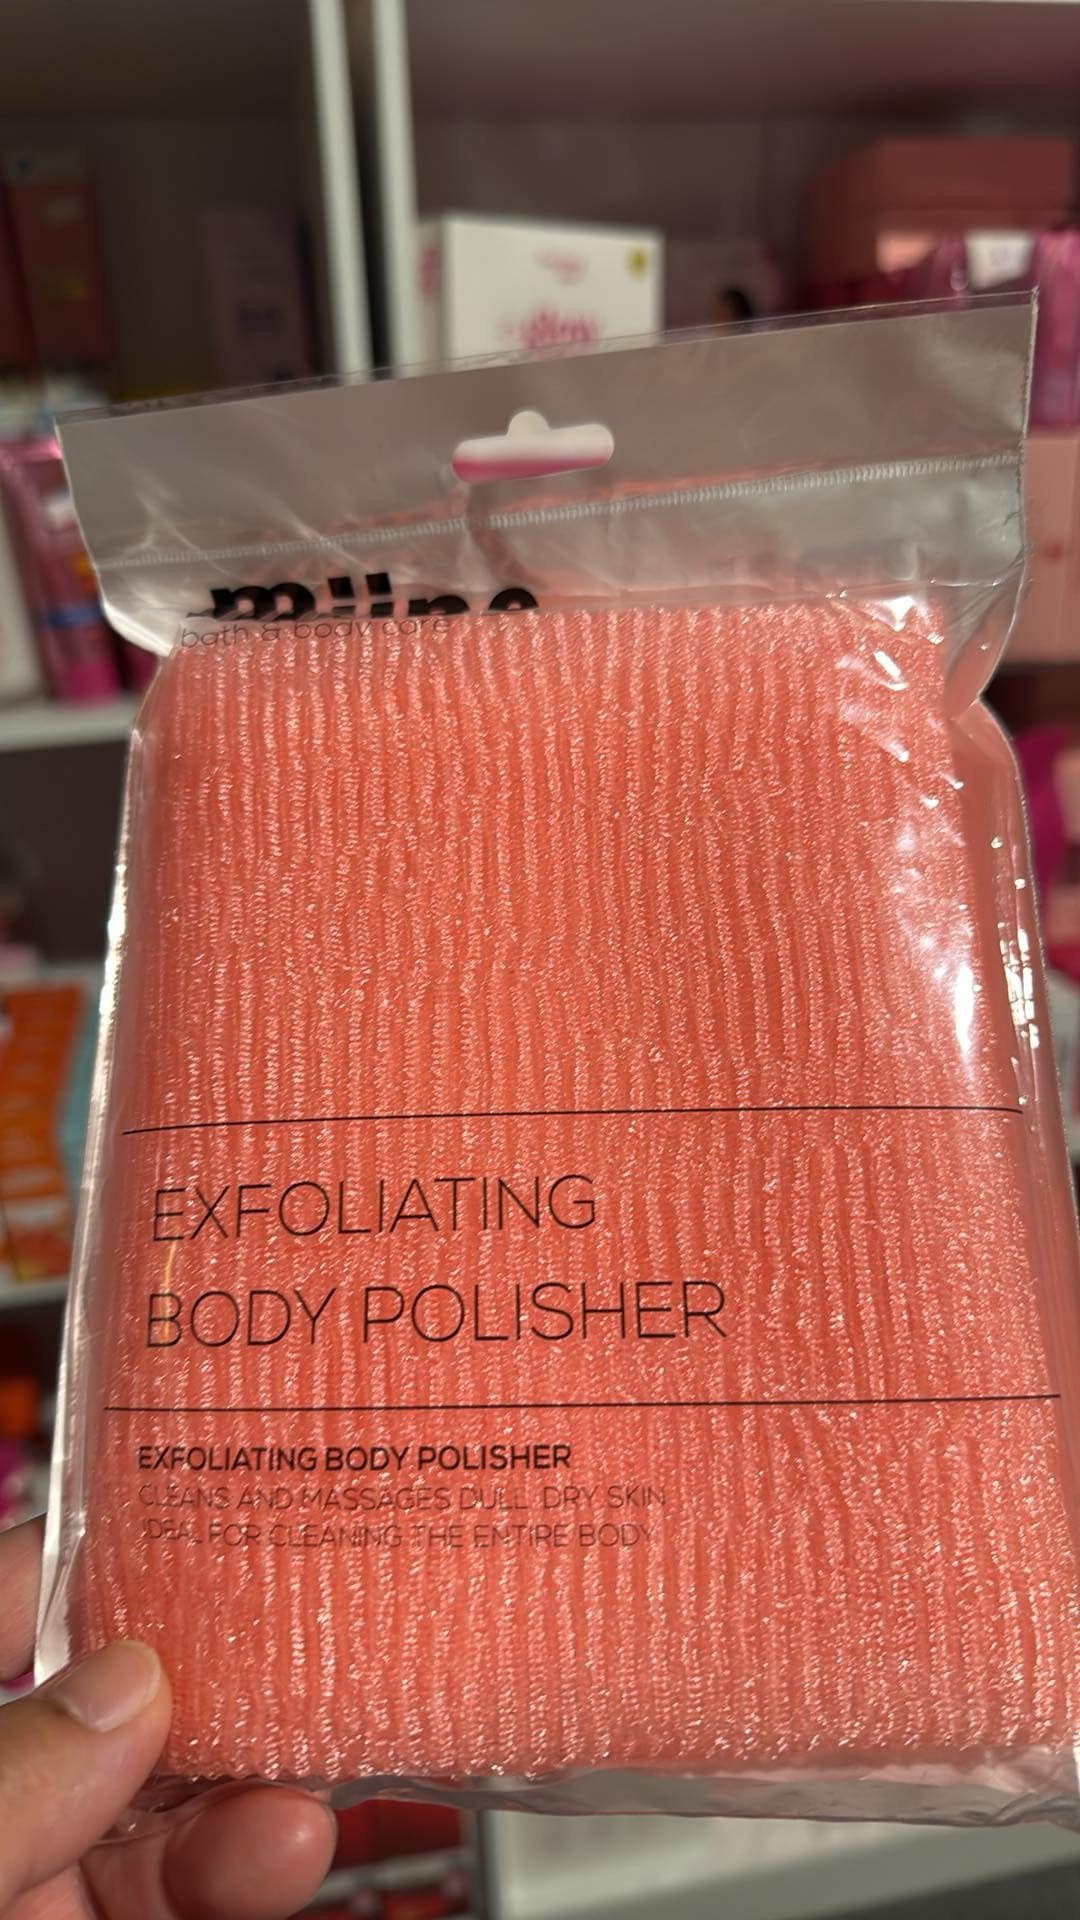 bath & body care
EXFOLIATING
BODY POLISHER
EXFOLIATING BODY POLISHER
CLEANS AND MASSAGES DULL DRY SKIN
IDEAL FOR CLEANING THE ENTIRE BODY